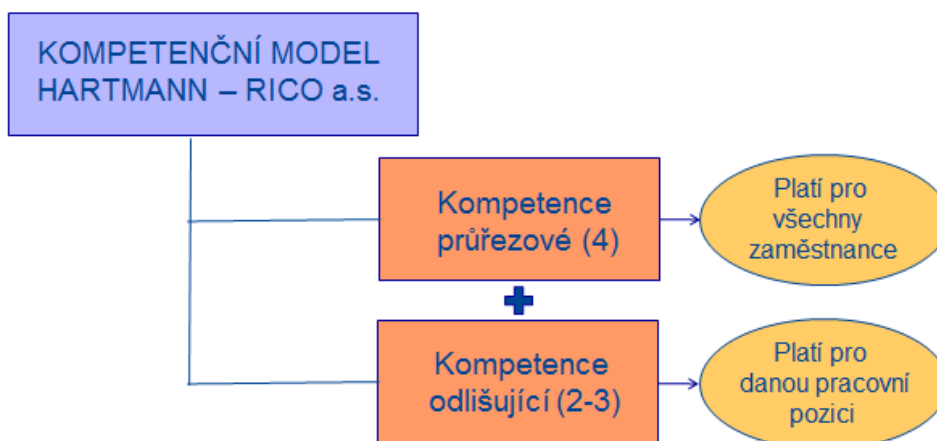 KOMPETENČNÍ MODEL
HARTMANN – RICO a.s.
Kompetence
průřezové (4)
Platí pro
všechny
zaměstnance
Kompetence
odlišující (2-3)
Platí pro
danou pracovní
pozici